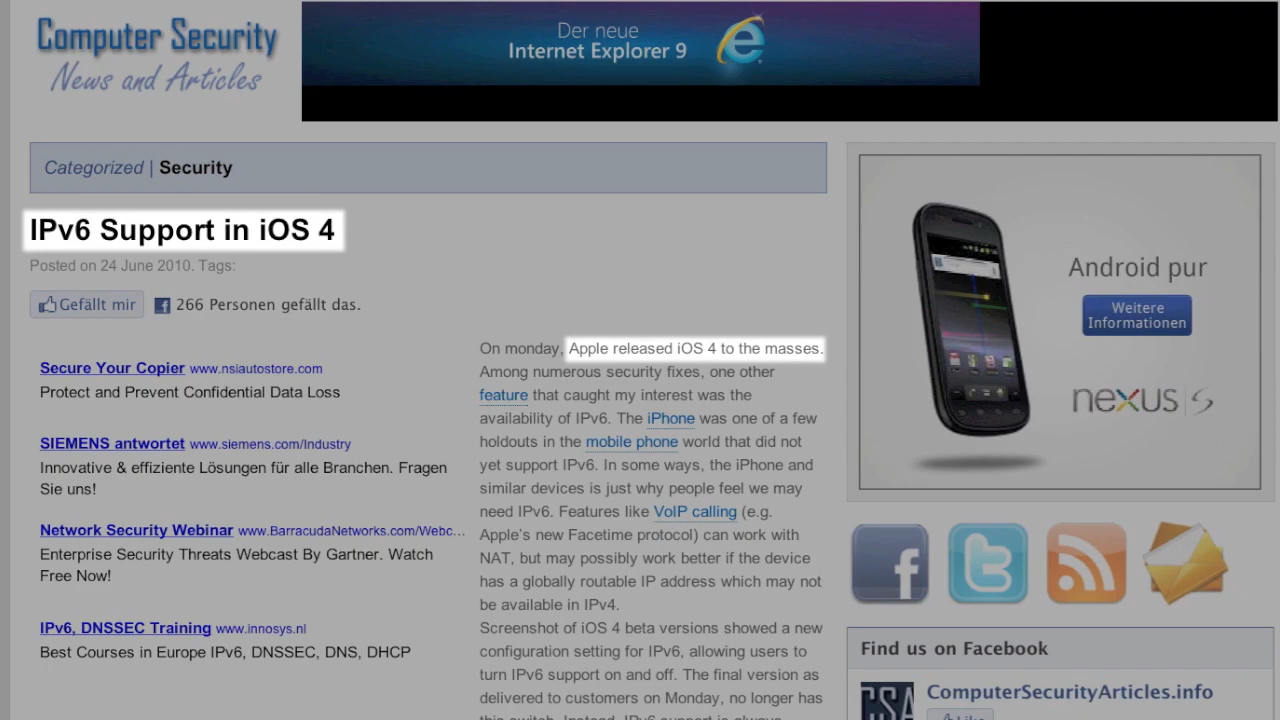 Computer Security
News and Articles
Der neue
Internet Explorer 9
Categorized | Security
IPv6 Support in iOS 4
Posted on 24 June 2010. Tags:
Gefällt mir
266 Personen gefällt das.
Secure Your Copier www.nsiautostore.com
Protect and Prevent Confidential Data Loss
SIEMENS antwortet www.siemens.com/Industry
Innovative & effiziente Lösungen für alle Branchen. Fragen
Sie uns!
Network Security Webinar www.BarracudaNetworks.com/Webc...
Enterprise Security Threats Webcast By Gartner. Watch
Free Now!
IPv6, DNSSEC Training www.innosys.nl
Best Courses in Europe IPv6, DNSSEC, DNS, DHCP
On monday, Apple released iOS 4 to the masses.
Among numerous security fixes, one other
feature that caught my interest was the
availability of IPv6. The iPhone was one of a few
holdouts in the mobile phone world that did not
yet support IPv6. In some ways, the iPhone and
similar devices is just why people feel we may
need IPv6. Features like VoIP calling (e.g.
Apple's new Facetime protocol) can work with
NAT, but may possibly work better if the device
has a globally routable IP address which may not
be available in IPv4.
Screenshot of iOS 4 beta versions showed a new
configuration setting for IPv6, allowing users to
turn IPv6 support on and off. The final version as
delivered to customers on Monday, no longer has
this switch. Instead, IPv6 support is always
Android pur
Weitere
Informationen
nexus S
Find us on Facebook
CSA
ComputerSecurityArticles.info
Like